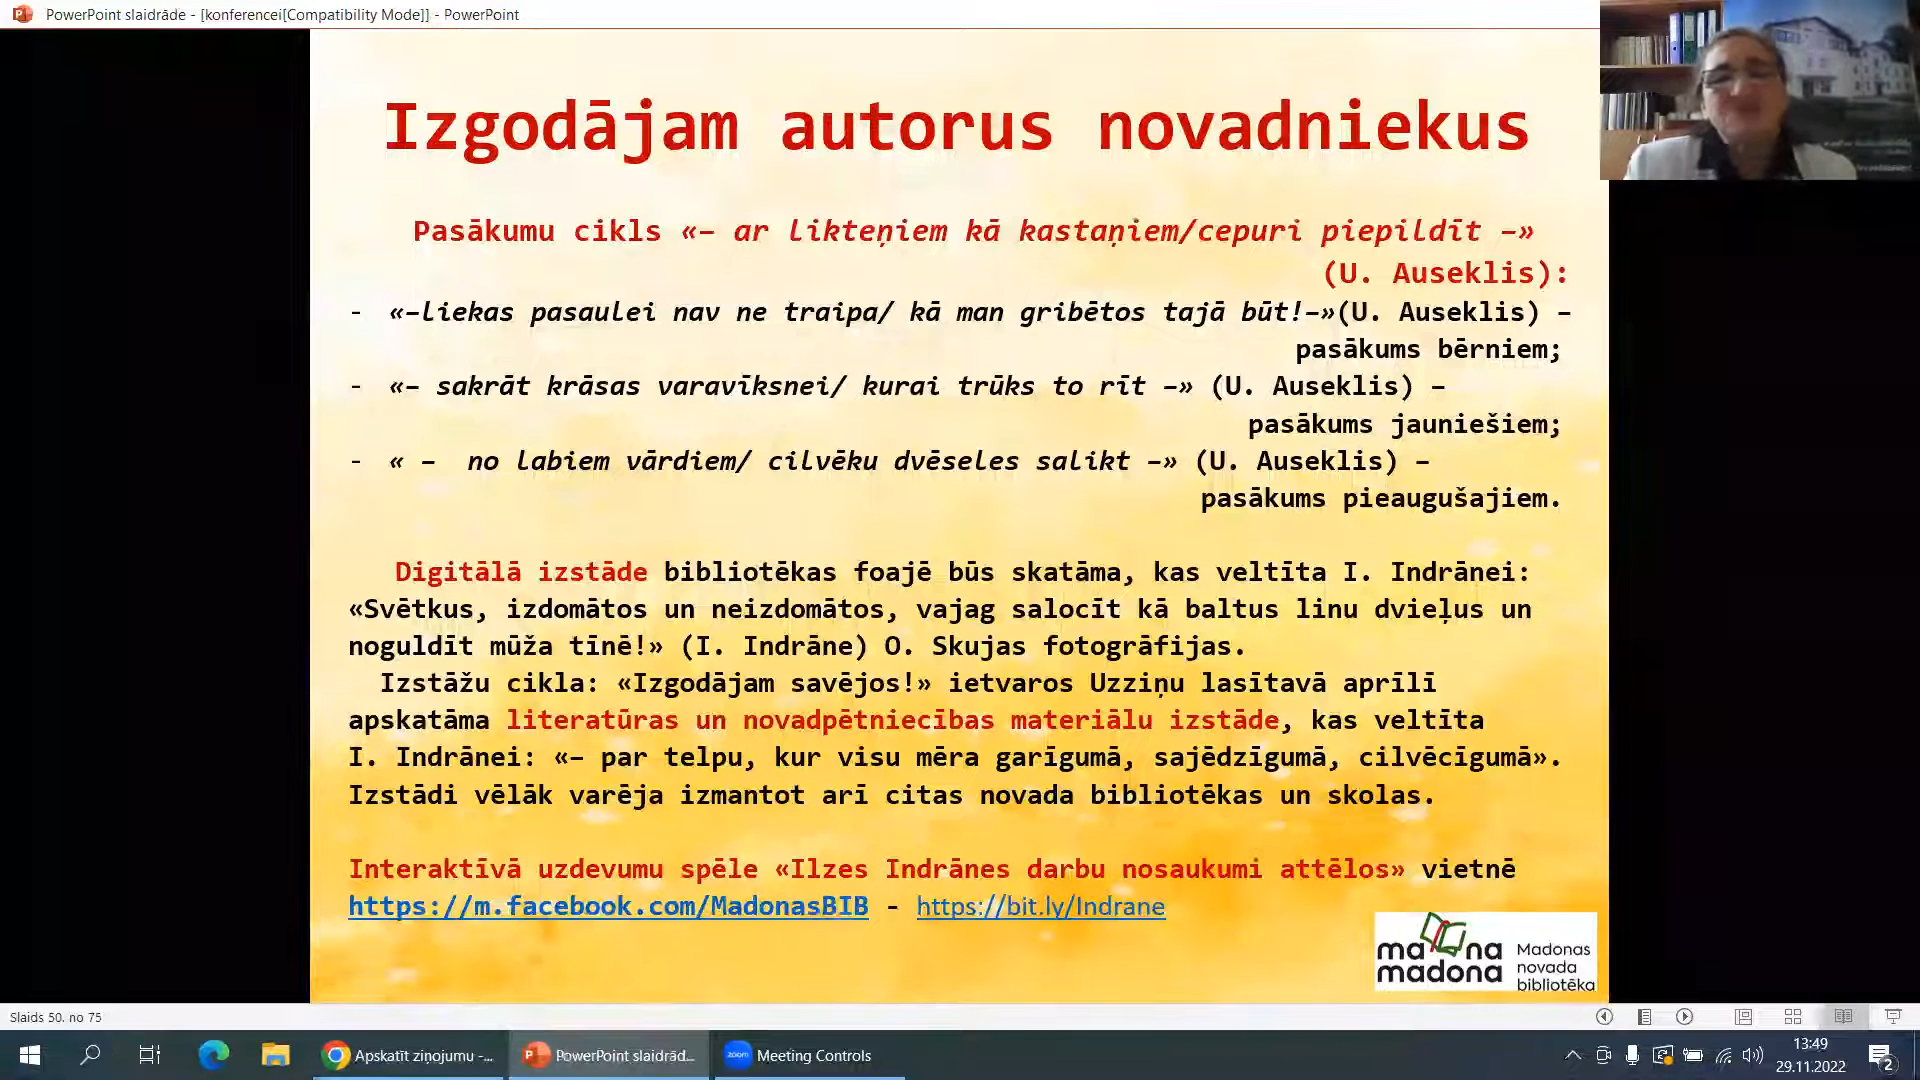 PowerPoint slaidrāde - [konferencei[Compatibility Mode]] - PowerPoint
Izgodājam autorus novadniekus
Pasākumu cikls «– ar likteņiem kā kastaņiem/cepuri piepildīt –»
(U. Auseklis):
- «–liekas pasaulei nav ne traipa/ kā man gribētos tajā būt!–»(U. Auseklis) –
pasākums bērniem;
- «– sakrāt krāsas varavīksnei/ kurai trūks to rīt –» (U. Auseklis) –
pasākums jauniešiem;
- « – no labiem vārdiem/ cilvēku dvēseles salikt –» (U. Auseklis) –
pasākums pieaugušajiem.
Digitālā izstāde bibliotēkas foajē būs skatāma, kas veltīta I. Indrānei:
«Svētkus, izdomātos un neizdomātos, vajag salocīt kā baltus linu dvieļus un
noguldīt mūža tīnē!» (I. Indrāne) O. Skujas fotogrāfijas.
Izstāžu cikla: «Izgodājam savējos!» ietvaros Uzziņu lasītavā aprīlī
apskatāma literatūras un novadpētniecības materiālu izstāde, kas veltīta
I. Indrānei: «– par telpu, kur visu mēra garīgumā, sajēdzīgumā, cilvēcīgumā».
Izstādi vēlāk varēja izmantot arī citas novada bibliotēkas un skolas.
Interaktīvā uzdevumu spēle «Ilzes Indrānes darbu nosaukumi attēlos» vietnē
https://m.facebook.com/MadonasBIB - https://bit.ly/Indrane
ma na
madona
Madonas
novada
bibliotēka
Slaids 50. no 75
Apskatīt ziņojumu -...
PowerPoint slaidrād...
zoom
Meeting Controls
13:49
29.11.2022
2